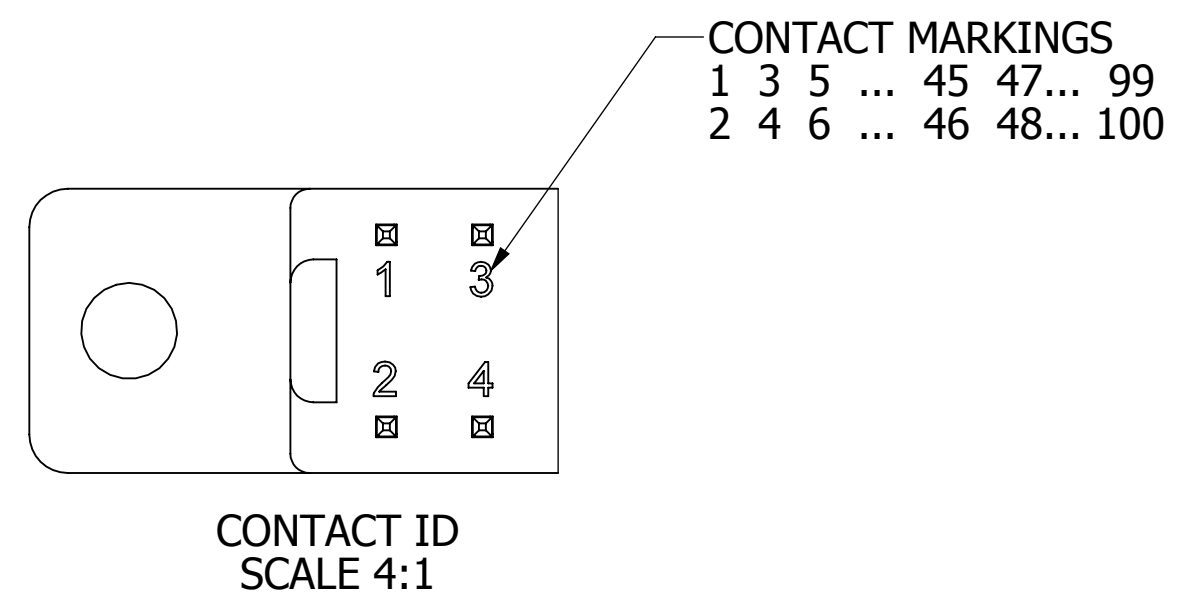 CONTACT MARKINGS
1 3 5 ... 45 47... 99
2 4 6 ... 46 48... 100
1 3
2 4
CONTACT ID
SCALE 4:1